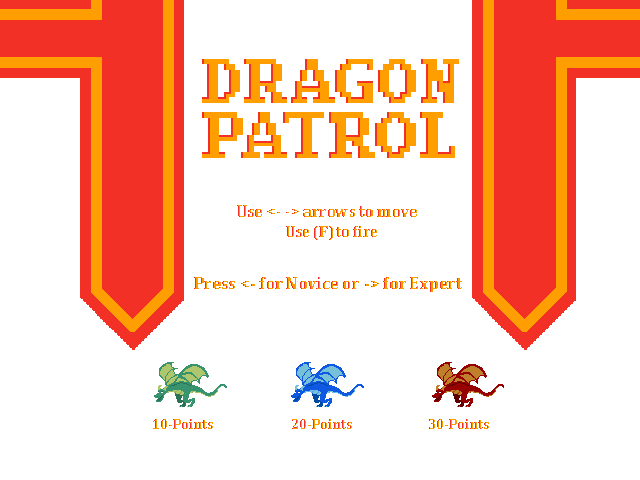 DRAGON
PATROL
Use <- -> arrows to move
Use (F) to fire
Press <- for Novice or -> for Expert
10-Points
20-Points
30-Points